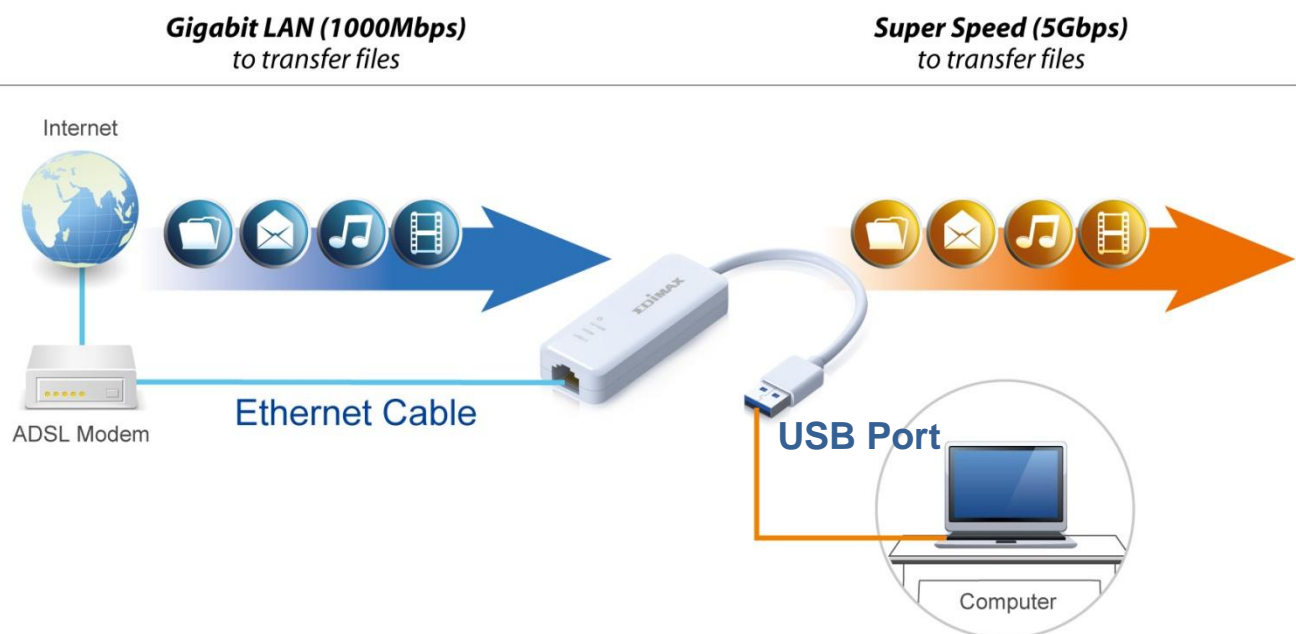 Gigabit LAN (1000Mbps)
to transfer files
Super Speed (5Gbps)
to transfer files
Internet
EDIMAX
ADSL Modem
Ethernet Cable
USB Port
Computer